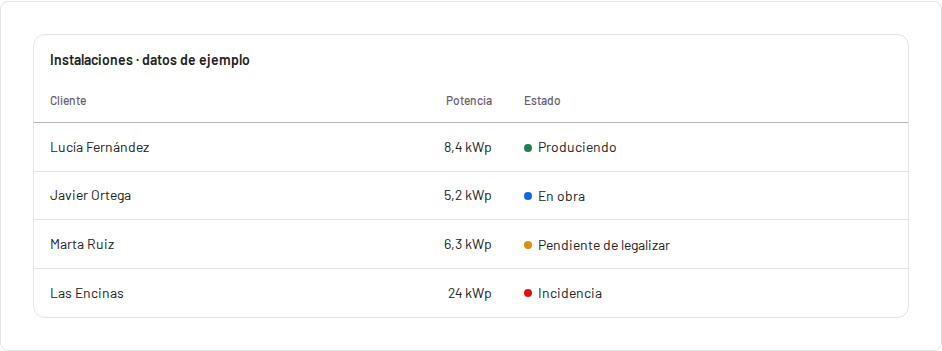 Instalaciones · datos de ejemplo
Cliente Potencia Estado
Lucía Fernández 8,4 kWp Produciendo
Javier Ortega 5,2 kWp En obra
Marta Ruiz 6,3 kWp Pendiente de legalizar
Las Encinas 24 kWp Incidencia